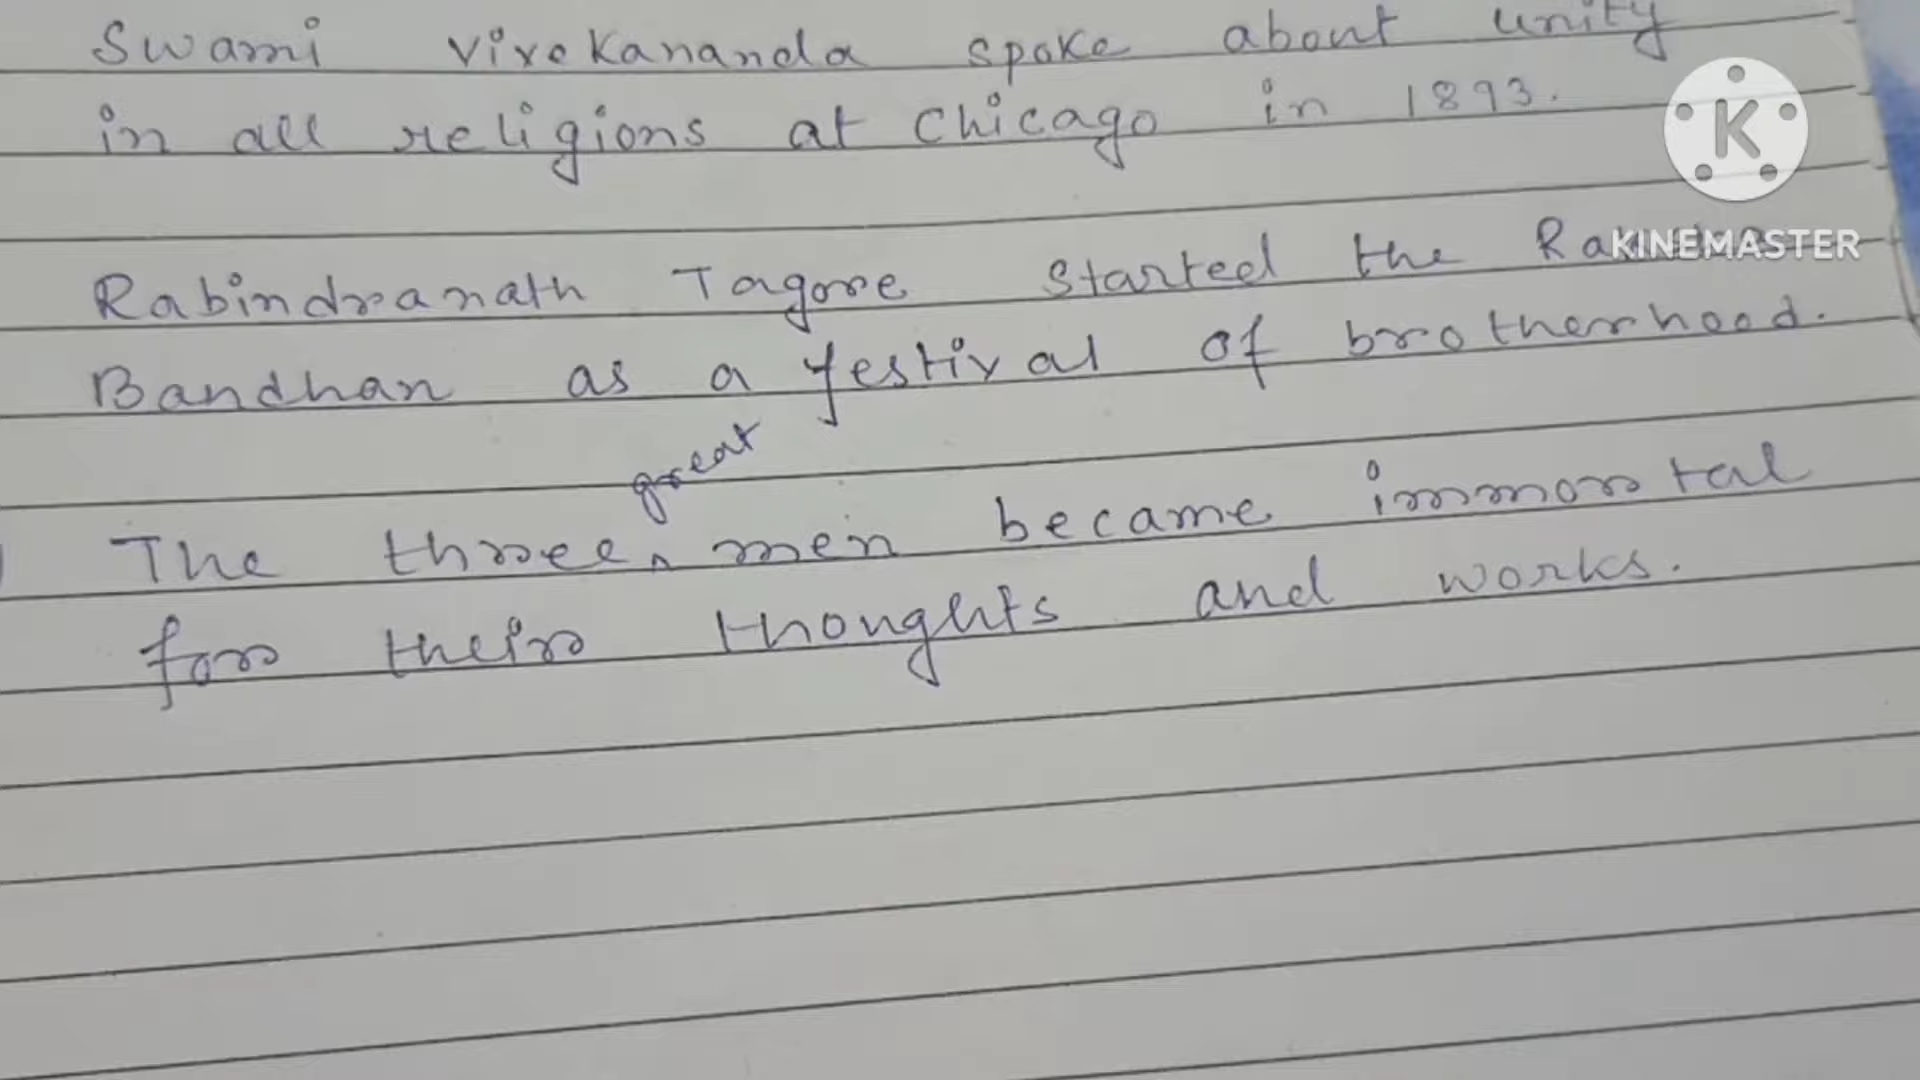 Swami vivekananda spoke about unity
in all religions at Chicago in 1893.
KINEMASTER
Rabindranath Tagore started the
Bandhan as a festival of brotherhood.
great
The three ^ men became immortal
for their thoughts and works.